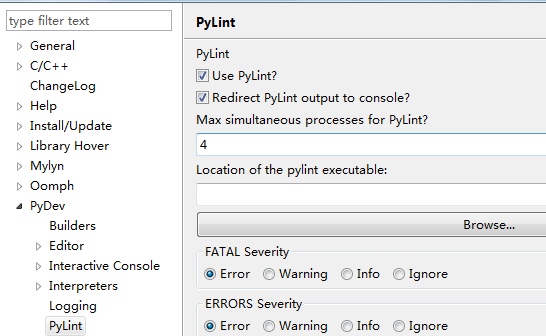 type filter text
General
C/C++
ChangeLog
Help
Install/Update
Library Hover
Mylyn
Oomph
PyDev
Builders
Editor
Interactive Console
Interpreters
Logging
PyLint
PyLint
PyLint
Use PyLint?
Redirect PyLint output to console?
Max simultaneous processes for PyLint?
4
Location of the pylint executable:
Browse...
FATAL Severity
Error Warning Info Ignore
ERRORS Severity
Error Warning Info Ignore